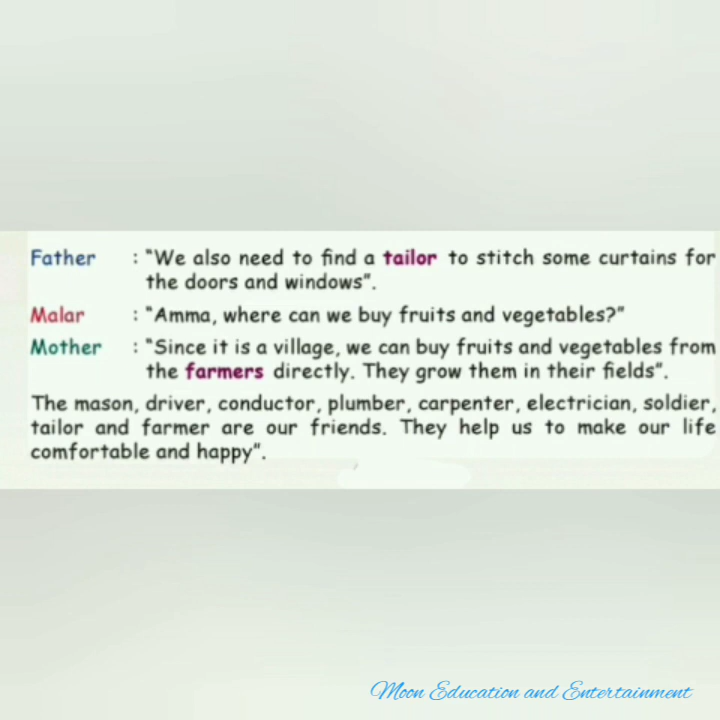 Father : "We also need to find a tailor to stitch some curtains for
the doors and windows".
Malar : "Amma, where can we buy fruits and vegetables?"
Mother : "Since it is a village, we can buy fruits and vegetables from
the farmers directly. They grow them in their fields".
The mason, driver, conductor, plumber, carpenter, electrician, soldier,
tailor and farmer are our friends. They help us to make our life
comfortable and happy".
Moon Education and Entertainment